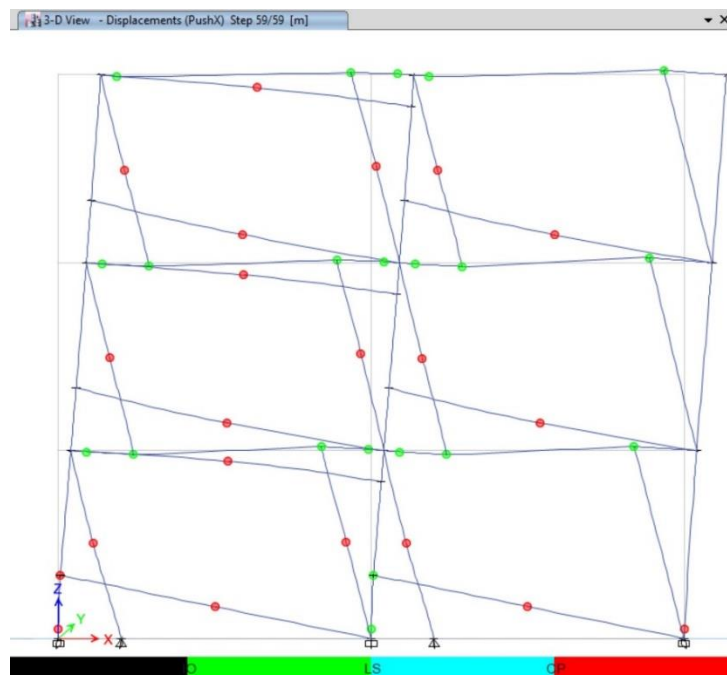 3-D View - Displacements (PushX) Step 59/59 [m]
Z
Y
X
IO
LS
CP